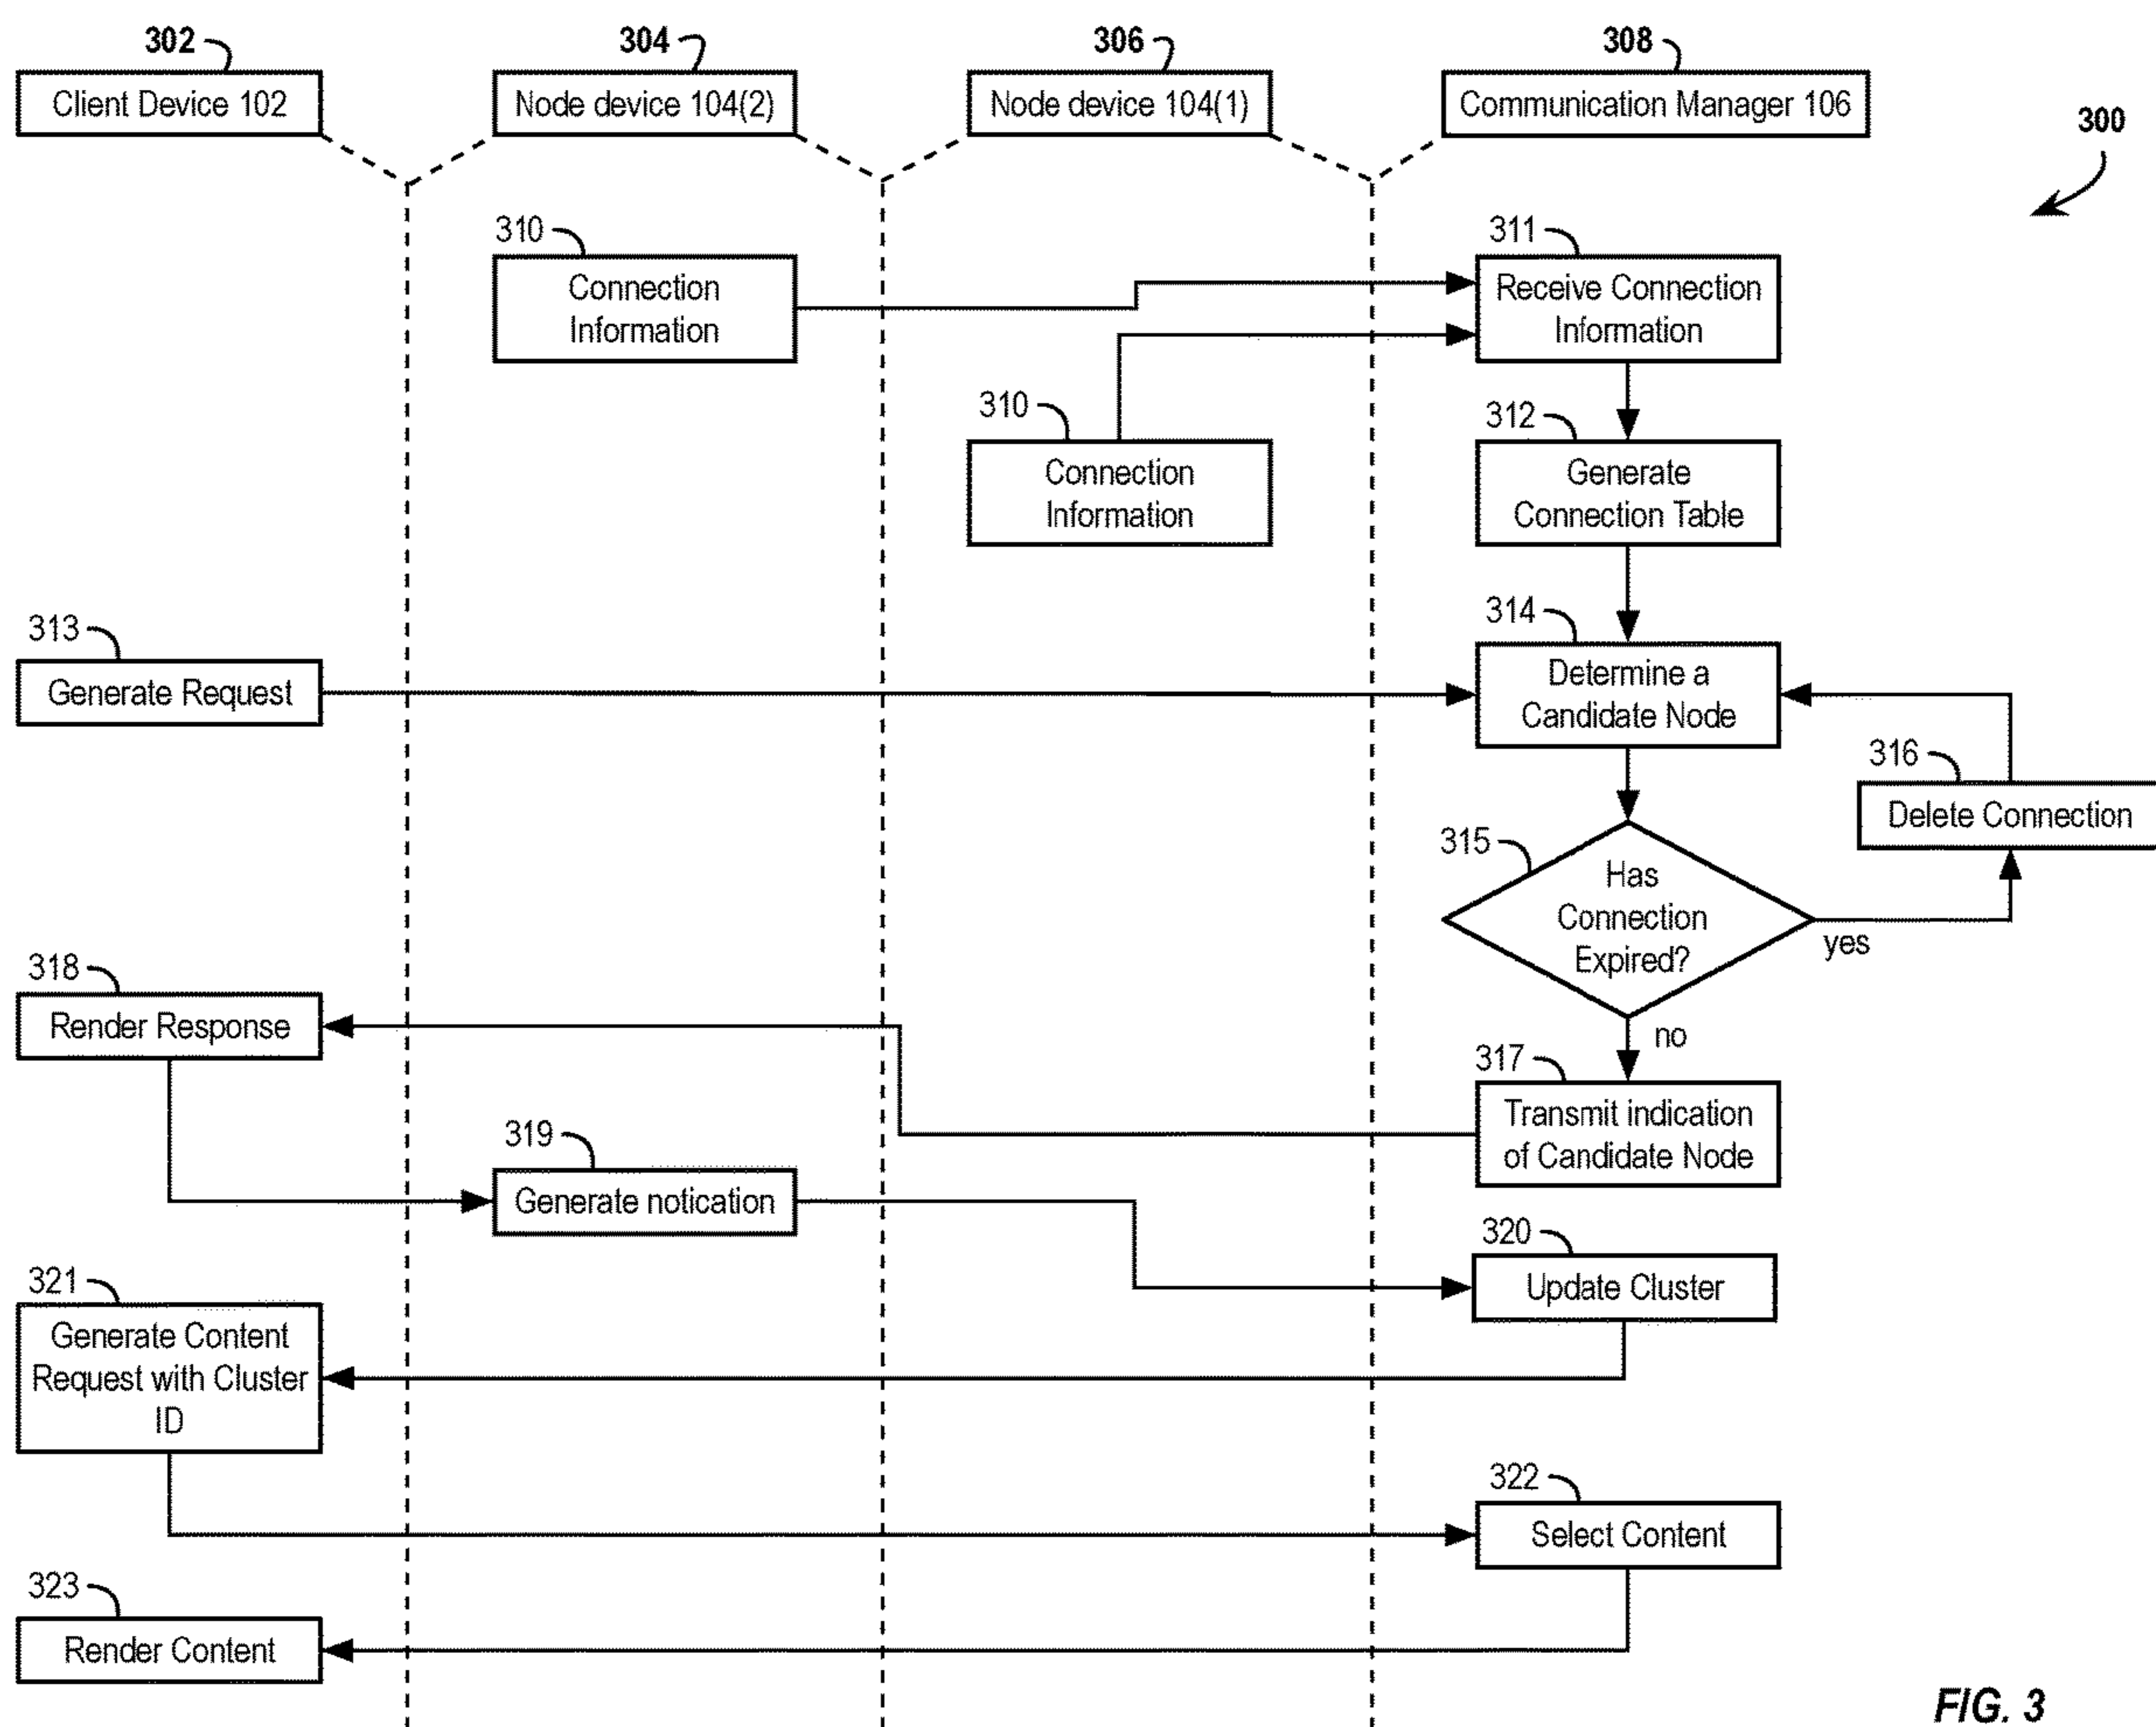 302
304
306
308
Client Device 102
Node device 104(2)
Node device 104(1)
Communication Manager 106
300
310
Connection
Information
311
Receive Connection
Information
310
Connection
Information
312
Generate
Connection Table
313
Generate Request
314
Determine a
Candidate Node
316
Delete Connection
315
Has
Connection
Expired?
yes
no
318
Render Response
317
Transmit indication
of Candidate Node
319
Generate notication
320
Update Cluster
321
Generate Content
Request with Cluster
ID
322
Select Content
323
Render Content
FIG. 3